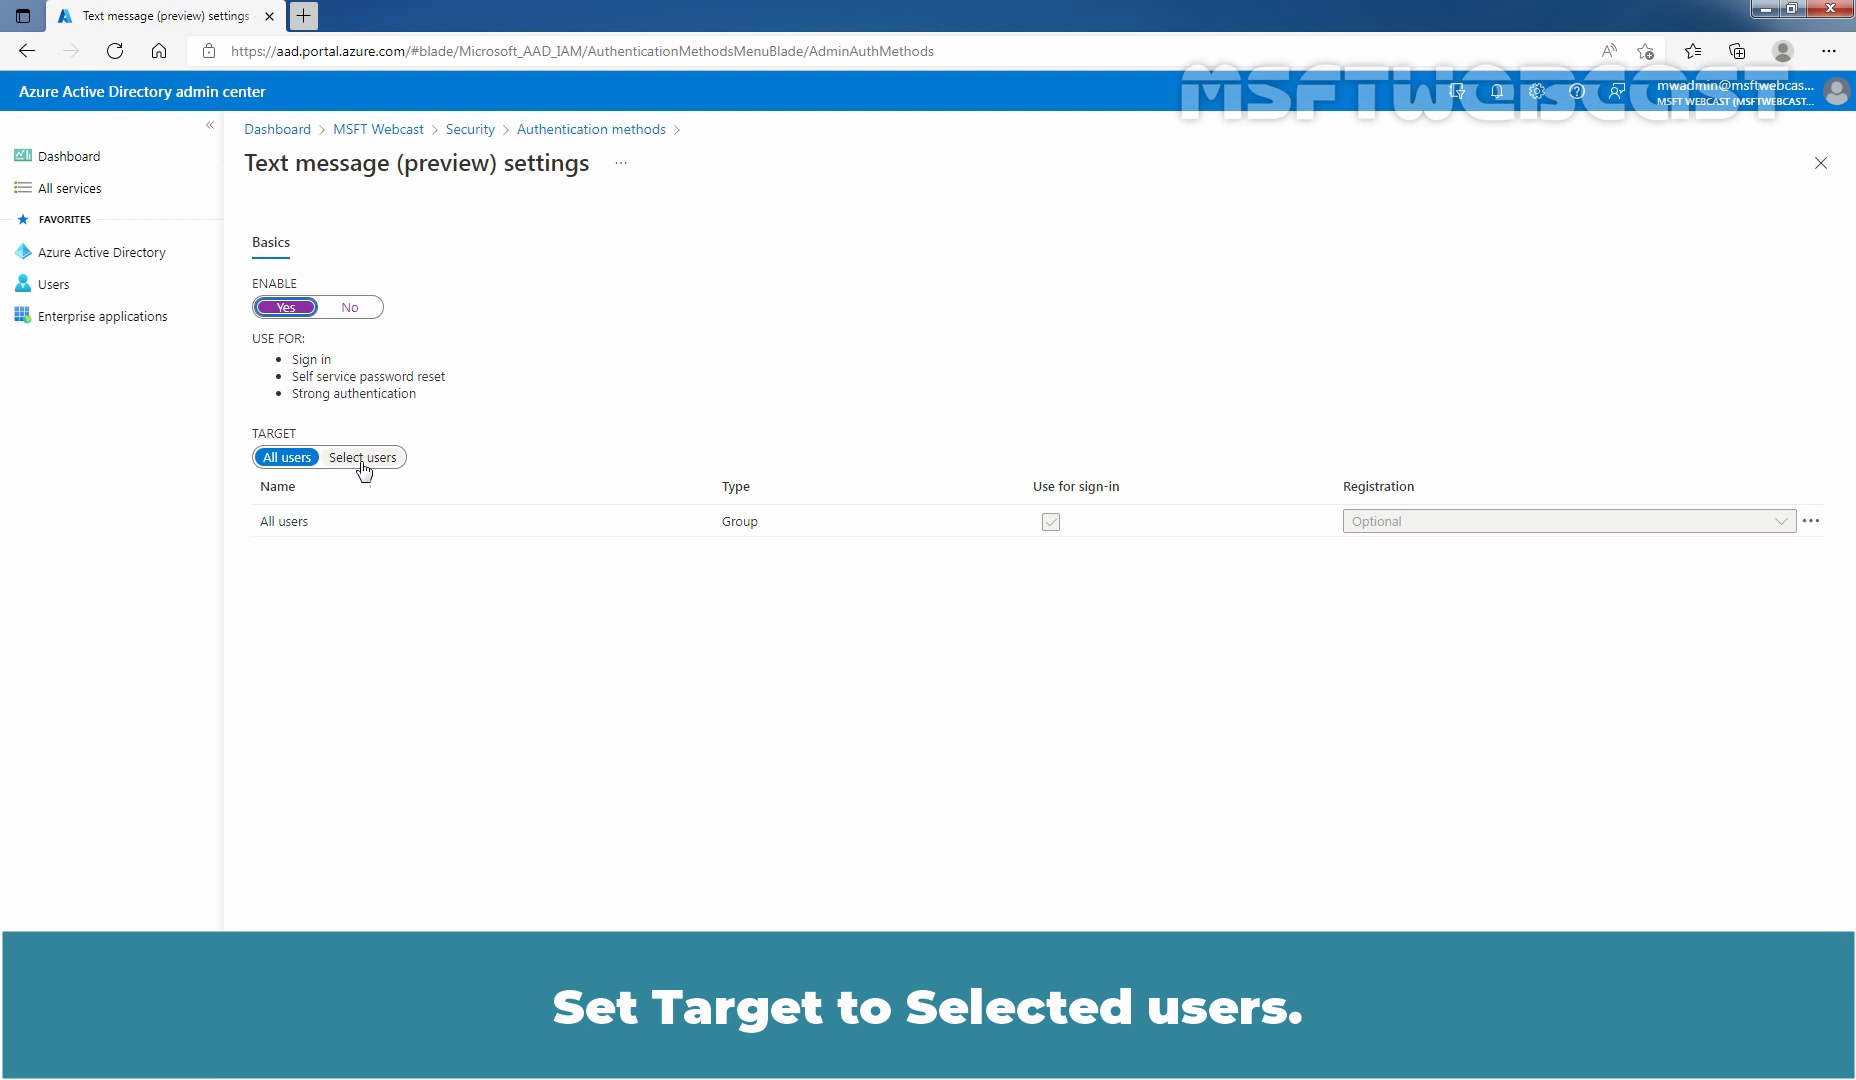 Text message (preview) settings
https://aad.portal.azure.com/#blade/Microsoft_AAD_IAM/AuthenticationMethodsMenuBlade/AdminAuthMethods
Azure Active Directory admin center
MSFTWEBCAST
mwadmin@msftwebcas...
MSFT WEBCAST (MSFTWEBCAST...
Dashboard
All services
FAVORITES
Azure Active Directory
Users
Enterprise applications
Dashboard > MSFT Webcast > Security > Authentication methods >
Text message (preview) settings ...
Basics
ENABLE
Yes No
USE FOR:
• Sign in
• Self service password reset
• Strong authentication
TARGET
All users Select users
Name Type Use for sign-in Registration
All users Group Optional
Set Target to Selected users.